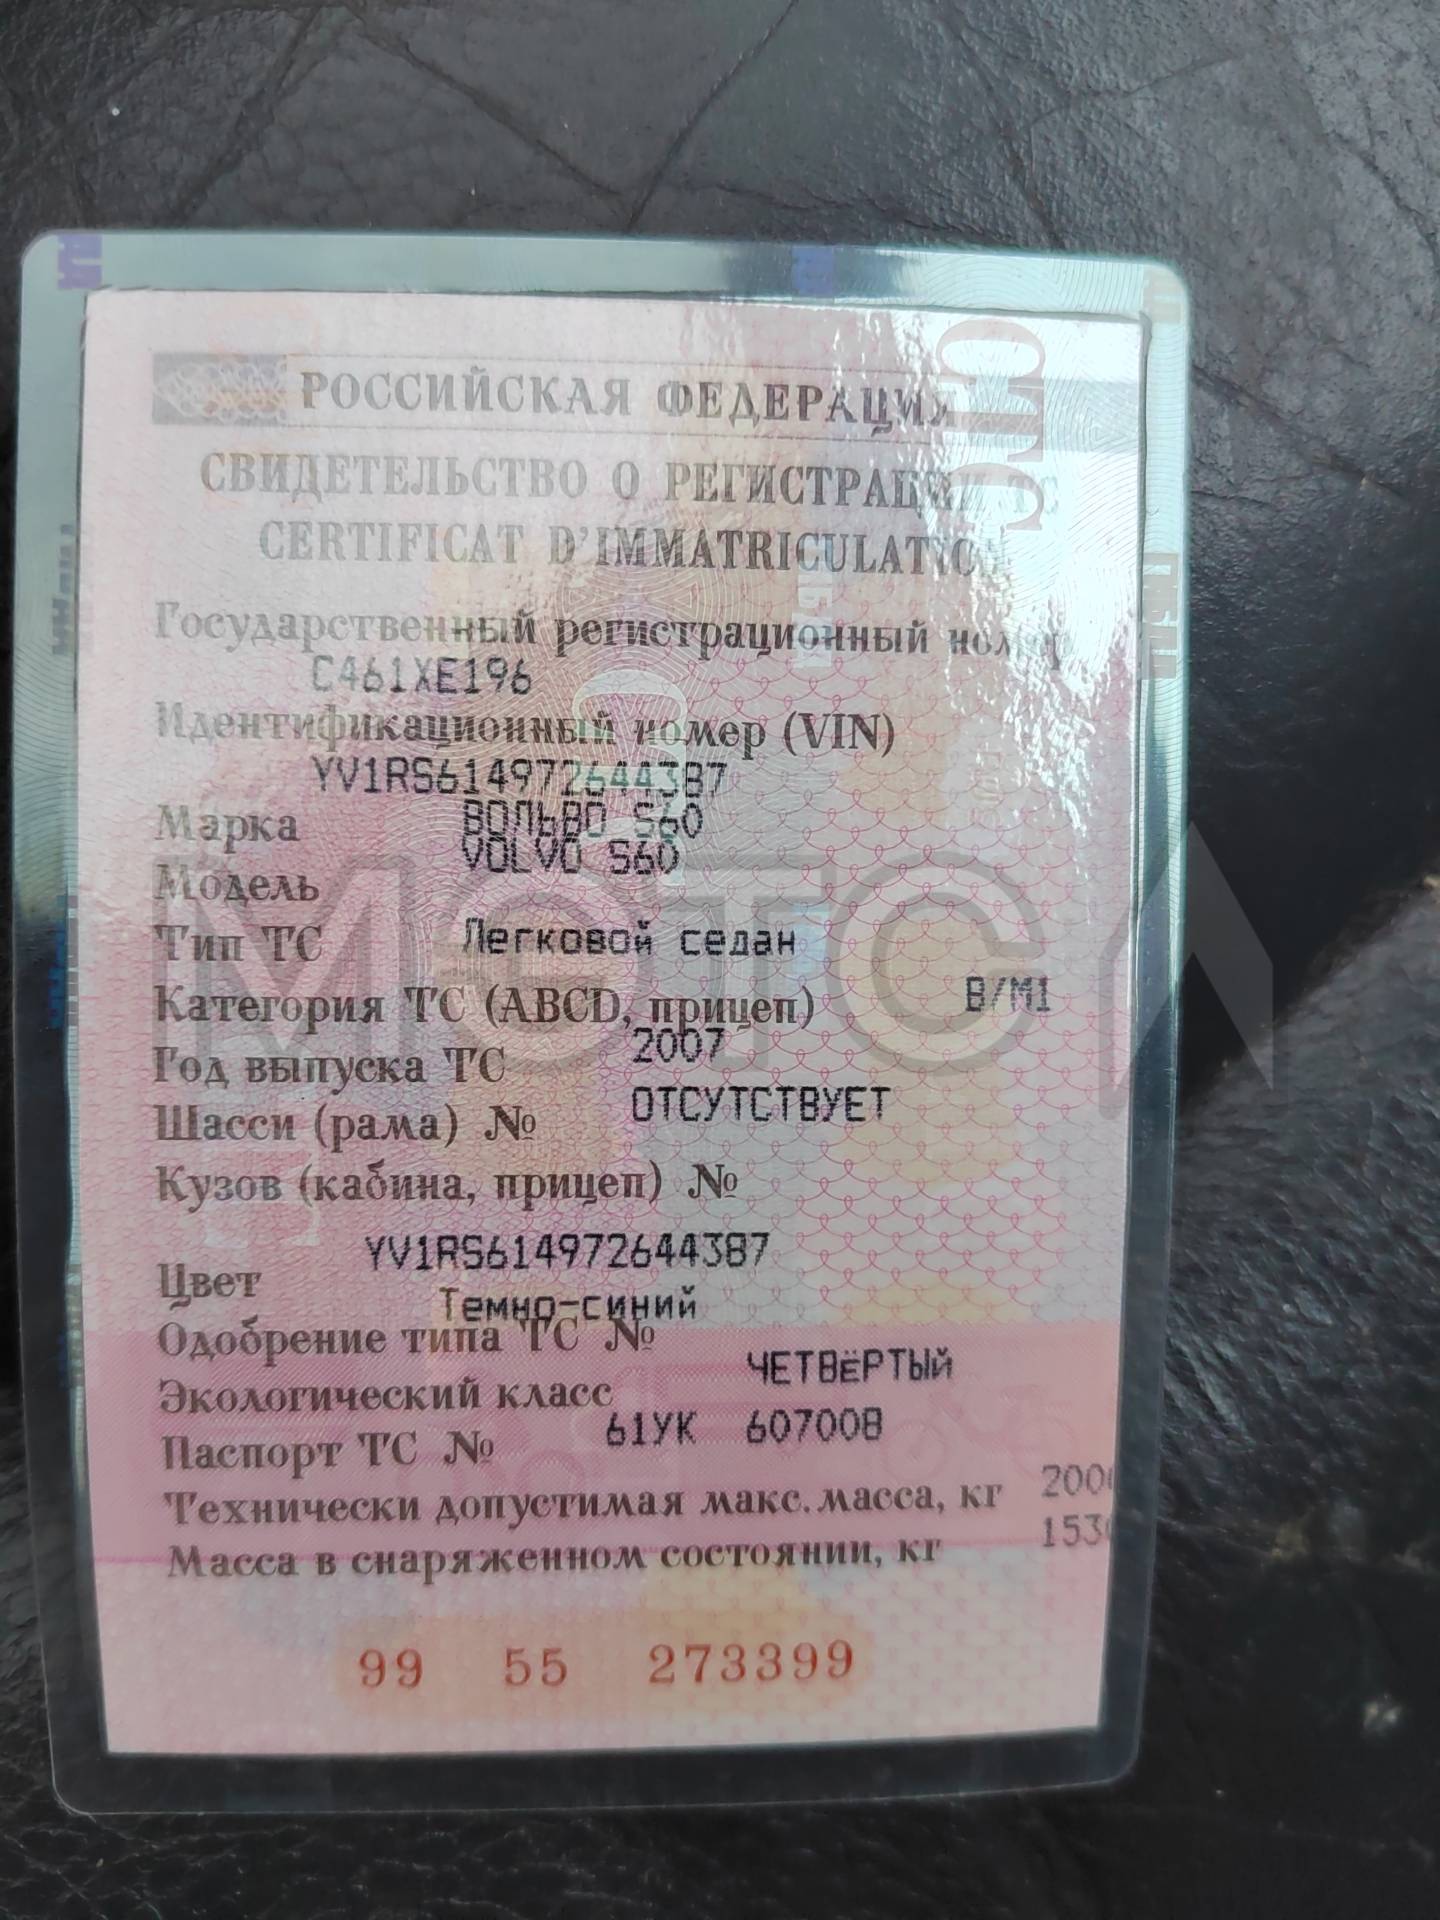 РОССИЙСКАЯ ФЕДЕРАЦИЯ
СТС
СВИДЕТЕЛЬСТВО О РЕГИСТРАЦИИ ТС
CERTIFICAT D'IMMATRICULATION
Государственный регистрационный номер
С461ХЕ196
Идентификационный номер (VIN)
YV1RS614972644387
Марка ВОЛЬВО S60
VOLVO S60
Модель
Тип ТС Легковой седан
Категория ТС (ABCD, прицеп) B/M1
Год выпуска ТС 2007
Шасси (рама) № ОТСУТСТВУЕТ
Кузов (кабина, прицеп) №
YV1RS614972644387
Цвет Темно-синий
Одобрение типа ТС №
Экологический класс ЧЕТВЁРТЫЙ
Паспорт ТС № 61УК 607008
Технически допустимая макс. масса, кг
Масса в снаряженном состоянии, кг
99 55 273399